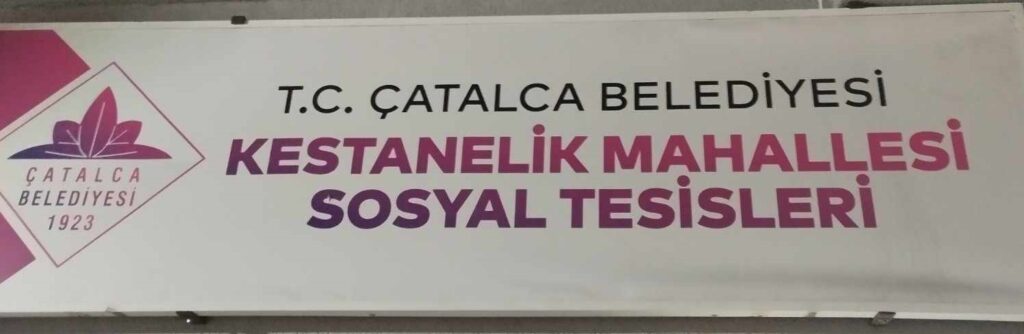 T.C. ÇATALCA BELEDİYESİ
KESTANELİK MAHALLESİ
SOSYAL TESİSLERİ
ÇATALCA
BELEDİYESİ
1923